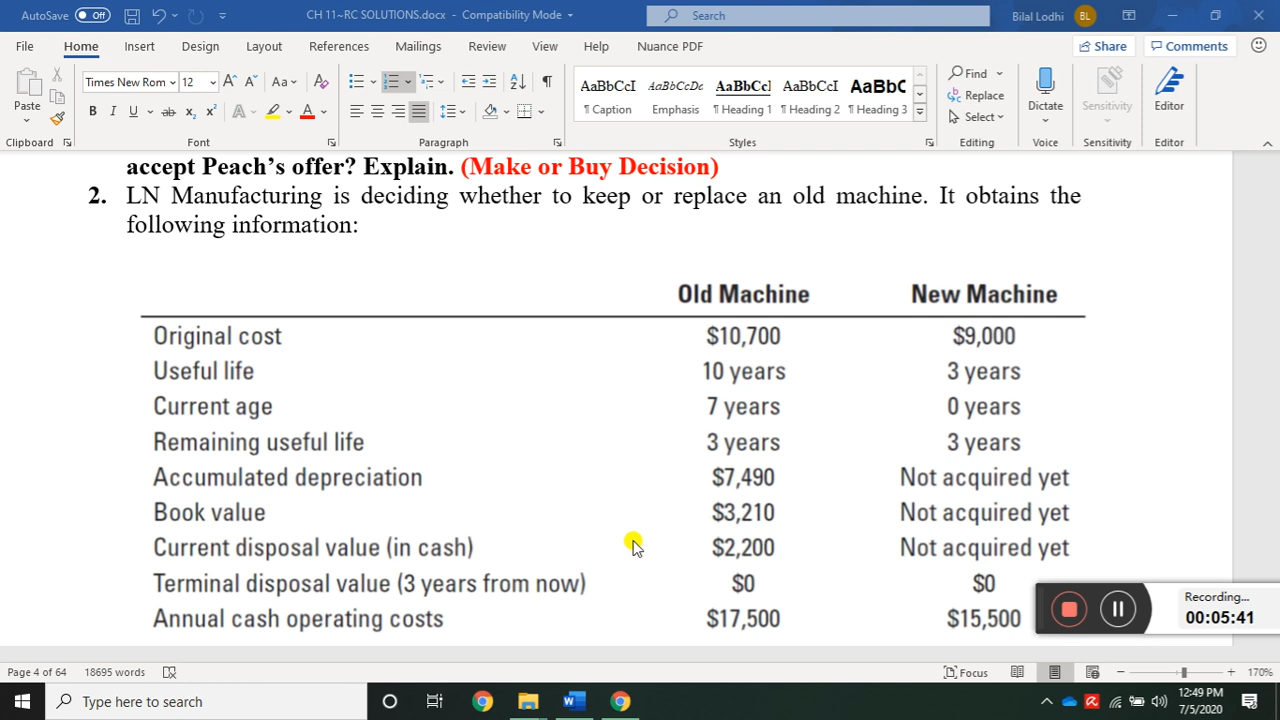 AutoSave Off CH 11~RC SOLUTIONS.docx - Compatibility Mode Search Bilal Lodhi BL
File Home Insert Design Layout References Mailings Review View Help Nuance PDF Share Comments
Paste
Clipboard
Times New Rom 12
Font
Paragraph
AaBbCcI AaBbCcDc AaBbCcI AaBbCcI AaBbC
¶ Caption Emphasis ¶ Heading 1 ¶ Heading 2 ¶ Heading 3
Styles
Find
Replace
Select
Editing
Dictate
Voice
Sensitivity
Sensitivity
Editor
Editor
accept Peach's offer? Explain. (Make or Buy Decision)
2. LN Manufacturing is deciding whether to keep or replace an old machine. It obtains the
following information:
Old Machine New Machine
Original cost $10,700 $9,000
Useful life 10 years 3 years
Current age 7 years 0 years
Remaining useful life 3 years 3 years
Accumulated depreciation $7,490 Not acquired yet
Book value $3,210 Not acquired yet
Current disposal value (in cash) $2,200 Not acquired yet
Terminal disposal value (3 years from now) $0 $0
Annual cash operating costs $17,500 $15,500
Recording...
00:05:41
Page 4 of 64 18695 words Focus 170%
Type here to search 12:49 PM
7/5/2020